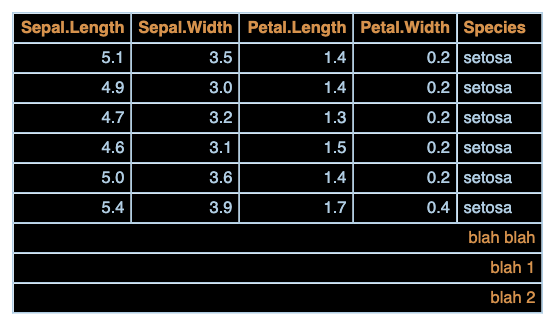 Sepal.Length Sepal.Width Petal.Length Petal.Width Species
5.1 3.5 1.4 0.2 setosa
4.9 3.0 1.4 0.2 setosa
4.7 3.2 1.3 0.2 setosa
4.6 3.1 1.5 0.2 setosa
5.0 3.6 1.4 0.2 setosa
5.4 3.9 1.7 0.4 setosa
blah blah
blah 1
blah 2